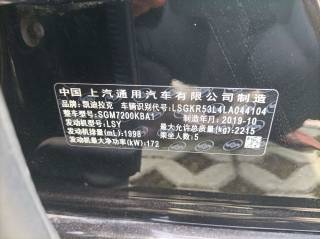 中国 上汽通用汽车有限公司制造
品牌：凯迪拉克 车辆识别代号：LSGKR53L4LA044104
整车型号：SGM7200KBA1 制造年月：2019-10
发动机型号：LSY 最大允许总质量(kg)：2215
发动机排量(mL)：1998 乘坐人数：5
发动机最大净功率(kW)：172